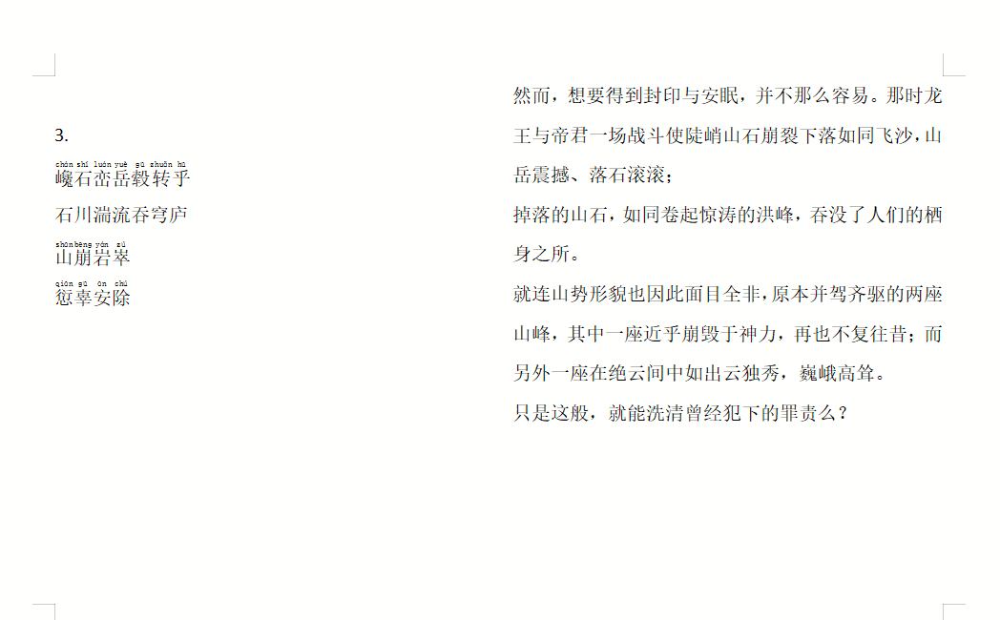 3.
chán shí luán yuè gū zhuǎn hū
巉石峦岳毂转乎
石川湍流吞穹庐
shān bēng yán zú
山崩岩崒
qiān gū ān chú
愆辜安除
然而，想要得到封印与安眠，并不那么容易。那时龙
王与帝君一场战斗使陡峭山石崩裂下落如同飞沙，山
岳震撼、落石滚滚；
掉落的山石，如同卷起惊涛的洪峰，吞没了人们的栖
身之所。
就连山势形貌也因此面目全非，原本并驾齐驱的两座
山峰，其中一座近乎崩毁于神力，再也不复往昔；而
另外一座在绝云间中如出云独秀，巍峨高耸。
只是这般，就能洗清曾经犯下的罪责么？